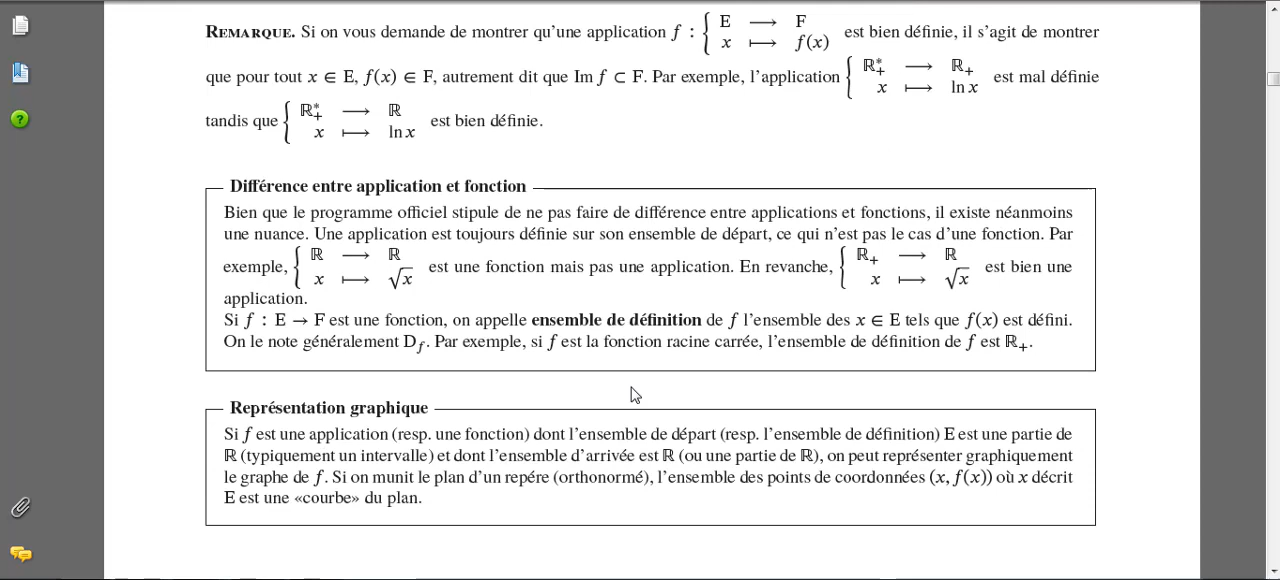 REMARQUE. Si on vous demande de montrer qu'une application f : { E ⟶ F
x ⟼ f(x) est bien définie, il s'agit de montrer
que pour tout x ∈ E, f(x) ∈ F, autrement dit que Im f ⊂ F. Par exemple, l'application { ℝ*₊ ⟶ ℝ₊
x ⟼ ln x est mal définie
tandis que { ℝ*₊ ⟶ ℝ
x ⟼ ln x est bien définie.
Différence entre application et fonction
Bien que le programme officiel stipule de ne pas faire de différence entre applications et fonctions, il existe néanmoins
une nuance. Une application est toujours définie sur son ensemble de départ, ce qui n'est pas le cas d'une fonction. Par
exemple, { ℝ ⟶ ℝ
x ⟼ √x est une fonction mais pas une application. En revanche, { ℝ₊ ⟶ ℝ
x ⟼ √x est bien une
application.
Si f : E → F est une fonction, on appelle ensemble de définition de f l'ensemble des x ∈ E tels que f(x) est défini.
On le note généralement D_f. Par exemple, si f est la fonction racine carrée, l'ensemble de définition de f est ℝ₊.
Représentation graphique
Si f est une application (resp. une fonction) dont l'ensemble de départ (resp. l'ensemble de définition) E est une partie de
ℝ (typiquement un intervalle) et dont l'ensemble d'arrivée est ℝ (ou une partie de ℝ), on peut représenter graphiquement
le graphe de f. Si on munit le plan d'un repére (orthonormé), l'ensemble des points de coordonnées (x, f(x)) où x décrit
E est une «courbe» du plan.